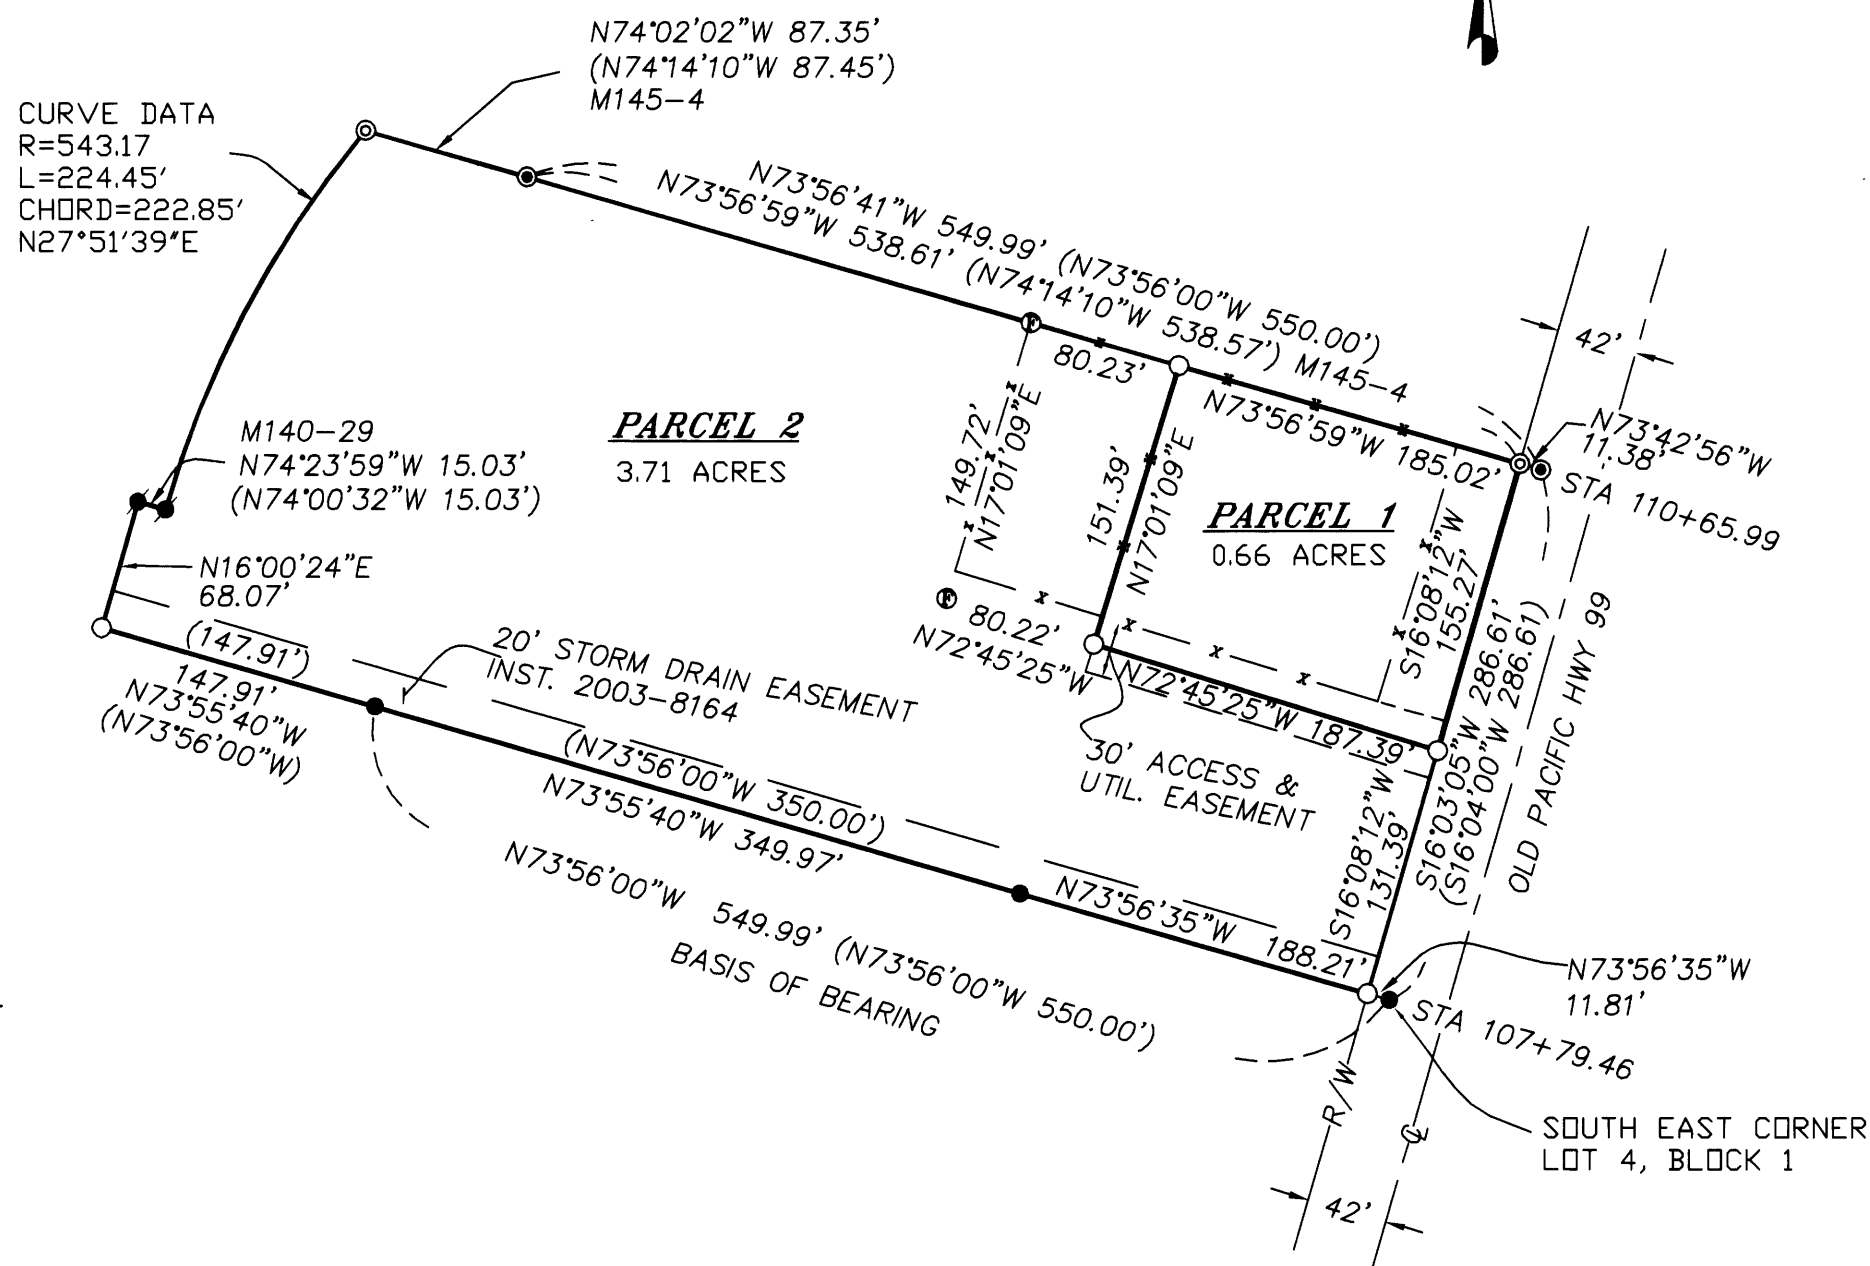 N74°02'02"W 87.35'
(N74°14'10"W 87.45')
M145-4
CURVE DATA
R=543.17
L=224.45'
CHORD=222.85'
N27°51'39"E
N73°56'41"W 549.99' (N73°56'00"W 550.00')
N73°56'59"W 538.61' (N74°14'10"W 538.57') M145-4
42'
F
80.23'
N73°56'59"W 185.02'
N73°42'56"W
11.38'
STA 110+65.99
M140-29
N74°23'59"W 15.03'
(N74°00'32"W 15.03')
PARCEL 2
3.71 ACRES
149.72'
N17°01'09"E
151.39'
N17°01'09"E
PARCEL 1
0.66 ACRES
S16°08'12"W
155.27'
N16°00'24"E
68.07'
F
80.22'
N72°45'25"W
N72°45'25"W 187.39'
S16°03'05"W 286.61'
(S16°04'00"W 286.61)
OLD PACIFIC HWY 99
(147.91')
147.91'
N73°55'40"W
(N73°56'00"W)
20' STORM DRAIN EASEMENT
INST. 2003-8164
30' ACCESS &
UTIL. EASEMENT
(N73°56'00"W 350.00')
N73°55'40"W 349.97'
S16°08'12"W
131.39'
N73°56'35"W 188.21'
N73°56'00"W 549.99' (N73°56'00"W 550.00')
BASIS OF BEARING
N73°56'35"W
11.81'
STA 107+79.46
R/W
SOUTH EAST CORNER
LOT 4, BLOCK 1
42'